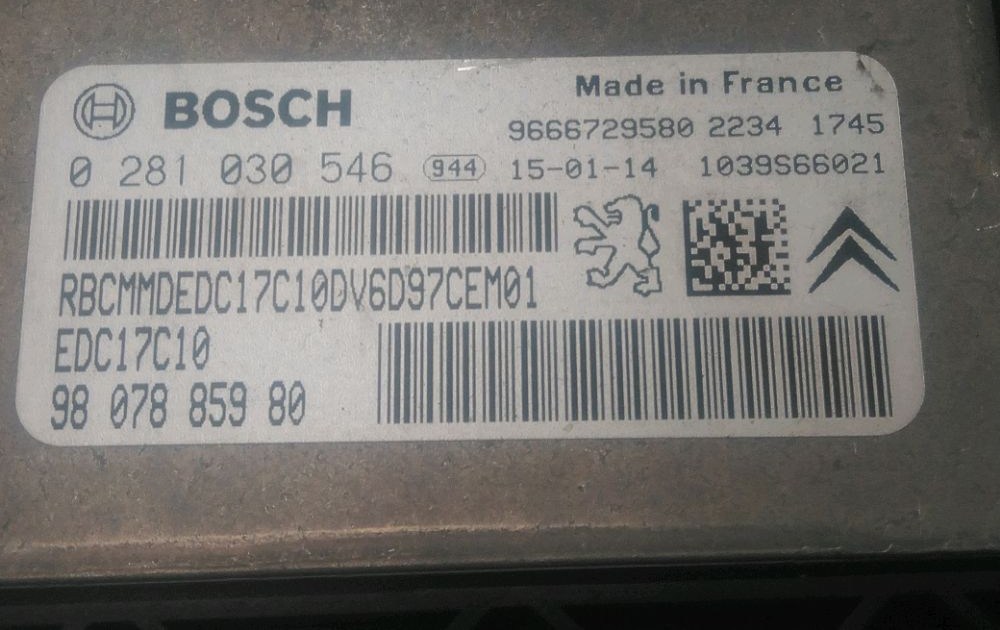 BOSCH
Made in France
9666729580 2234 1745
0 281 030 546 944 15-01-14 1039S66021
RBCMMDEDC17C10DV6D97CEM01
EDC17C10
98 078 859 80